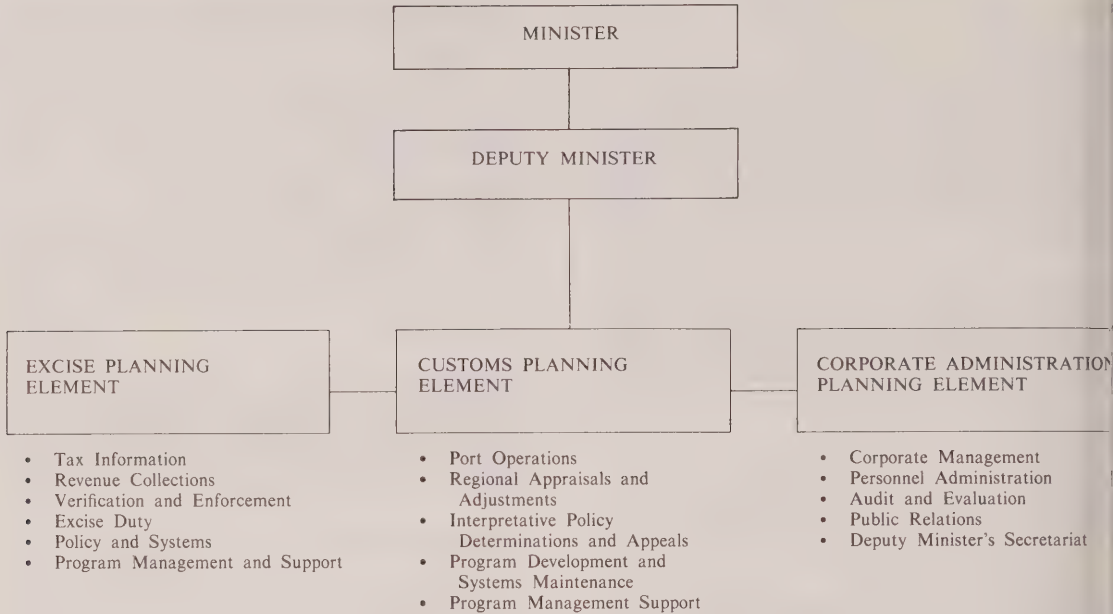 MINISTER
DEPUTY MINISTER
EXCISE PLANNING
ELEMENT
• Tax Information
• Revenue Collections
• Verification and Enforcement
• Excise Duty
• Policy and Systems
• Program Management and Support
CUSTOMS PLANNING
ELEMENT
• Port Operations
• Regional Appraisals and
Adjustments
• Interpretative Policy
Determinations and Appeals
• Program Development and
Systems Maintenance
• Program Management Support
CORPORATE ADMINISTRATION
PLANNING ELEMENT
• Corporate Management
• Personnel Administration
• Audit and Evaluation
• Public Relations
• Deputy Minister's Secretariat